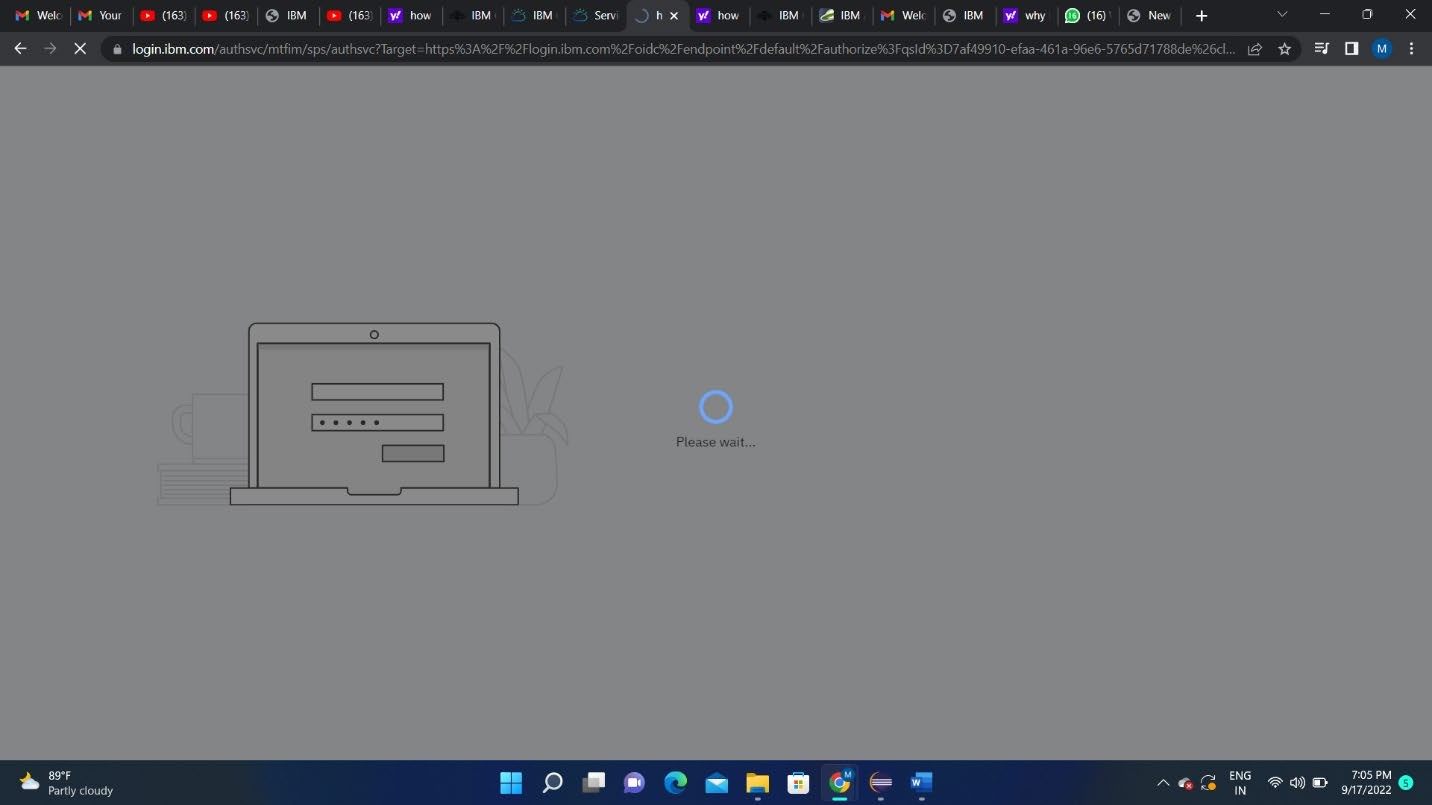 Welc
Your
(163)
(163)
IBM
(163)
how
IBM
IBM
Servi
h
how
IBM
IBM
Welc
IBM
why
16
(16)
New
login.ibm.com/authsvc/mtfim/sps/authsvc?Target=https%3A%2F%2Flogin.ibm.com%2Foidc%2Fendpoint%2Fdefault%2Fauthorize%3FqsId%3D7af49910-efaa-461a-96e6-5765d71788de%26cl...
M
Please wait...
89°F
Partly cloudy
M
W
ENG
IN
7:05 PM
9/17/2022
5